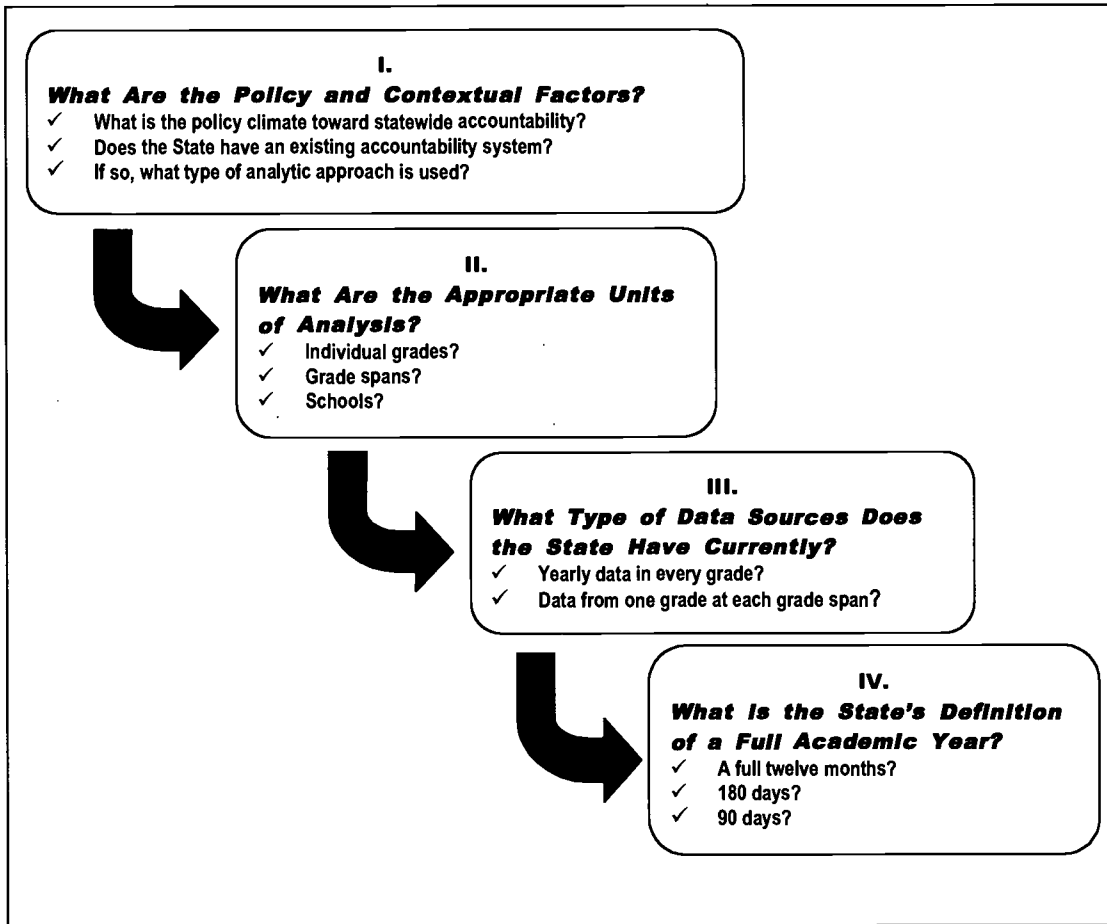 I.
What Are the Policy and Contextual Factors?
✓ What is the policy climate toward statewide accountability?
✓ Does the State have an existing accountability system?
✓ If so, what type of analytic approach is used?
II.
What Are the Appropriate Units
of Analysis?
✓ Individual grades?
✓ Grade spans?
✓ Schools?
III.
What Type of Data Sources Does
the State Have Currently?
✓ Yearly data in every grade?
✓ Data from one grade at each grade span?
IV.
What is the State's Definition
of a Full Academic Year?
✓ A full twelve months?
✓ 180 days?
✓ 90 days?